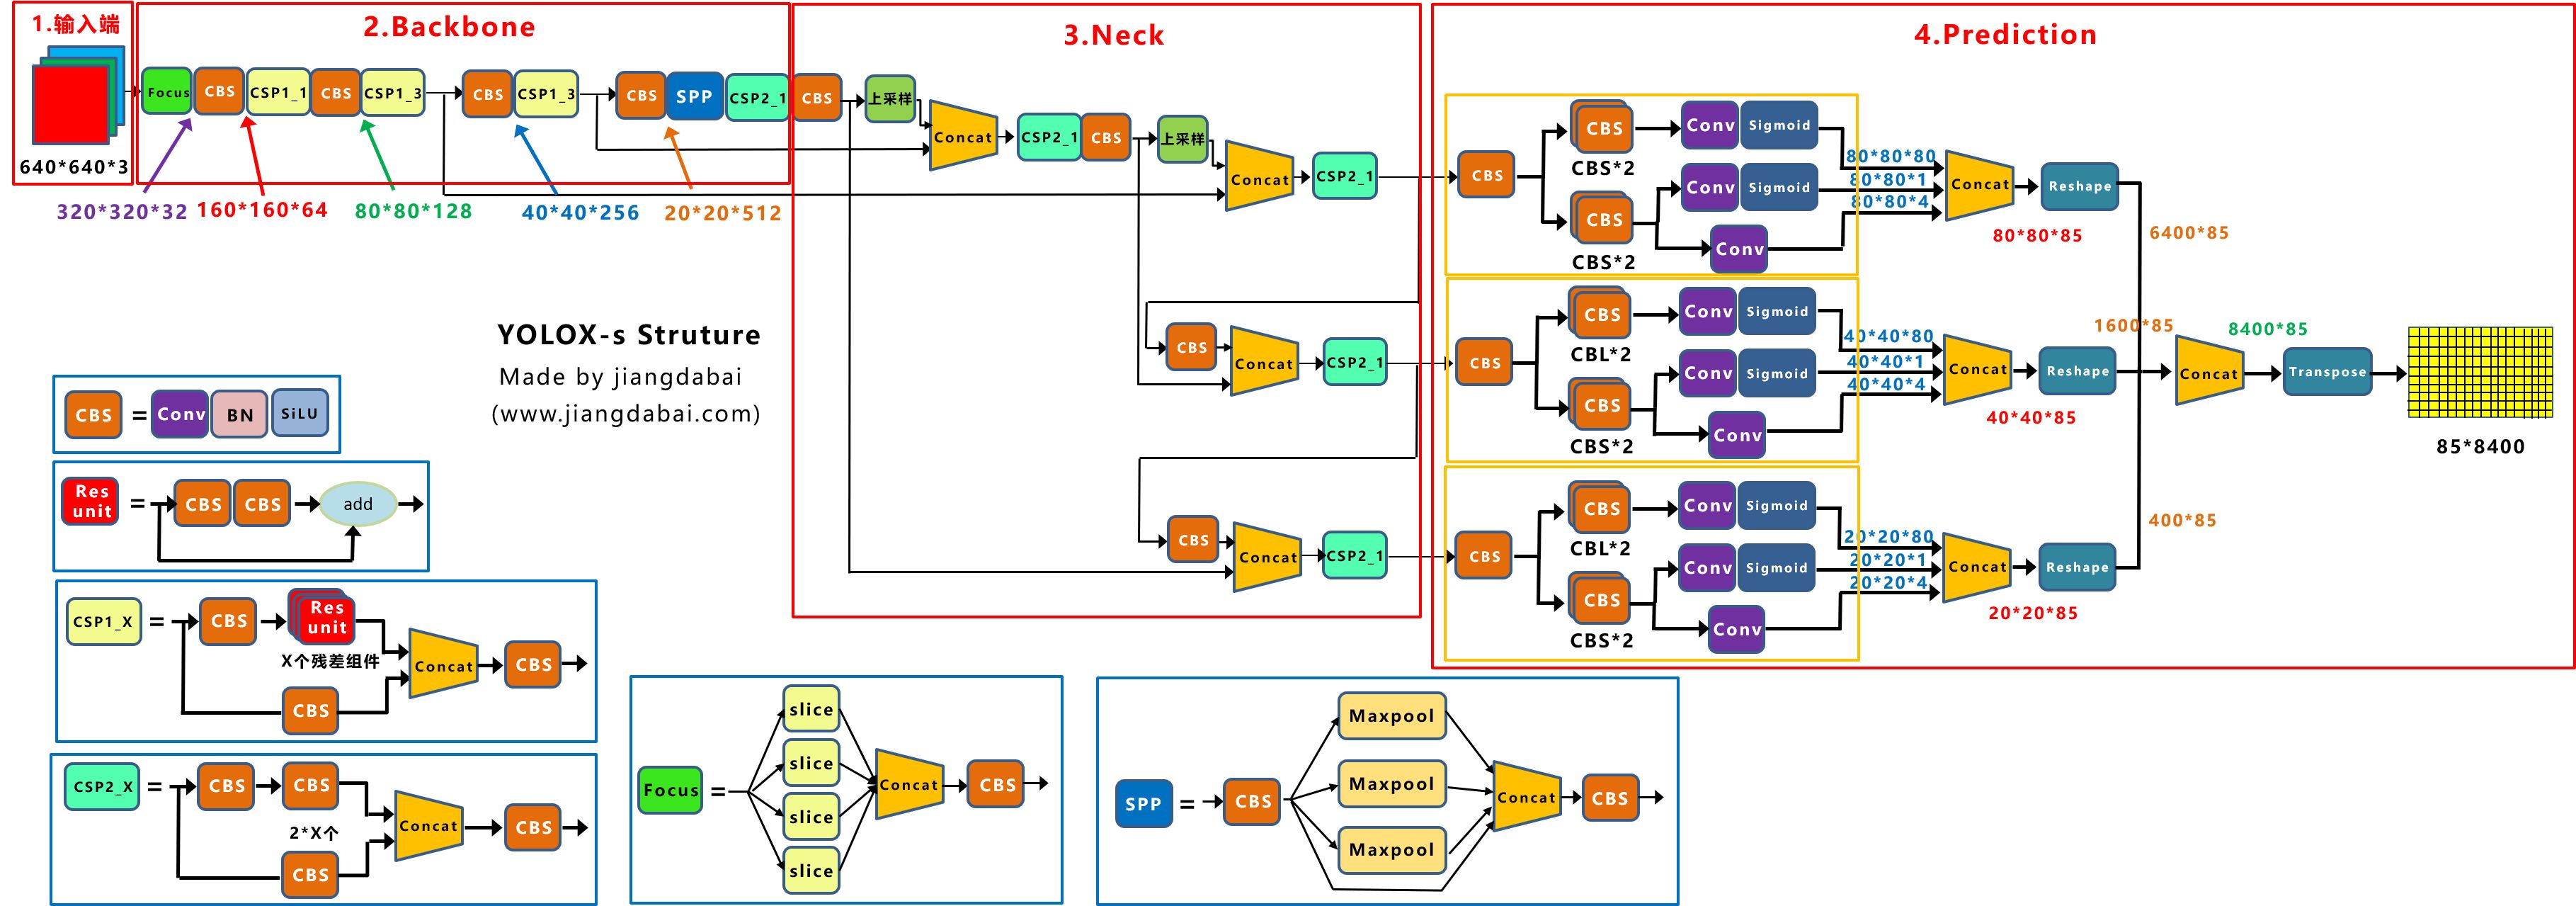 1.输入端
640*640*3
2.Backbone
Focus CBS CSP1_1 CBS CSP1_3 CBS CSP1_3 CBS SPP CSP2_1
320*320*32 160*160*64 80*80*128 40*40*256 20*20*512
3.Neck
CBS 上采样 Concat CSP2_1 CBS 上采样 Concat CSP2_1
CBS Concat CSP2_1
CBS Concat CSP2_1
4.Prediction
CBS
CBS Conv Sigmoid
CBS*2
CBS Conv Sigmoid
CBS*2
Conv
80*80*80
80*80*1
80*80*4
Concat Reshape
80*80*85
6400*85
CBS
CBS Conv Sigmoid
CBL*2
CBS Conv Sigmoid
CBS*2
Conv
40*40*80
40*40*1
40*40*4
Concat Reshape
40*40*85
1600*85
CBS
CBS Conv Sigmoid
CBL*2
CBS Conv Sigmoid
CBS*2
Conv
20*20*80
20*20*1
20*20*4
Concat Reshape
20*20*85
400*85
Concat
8400*85
Transpose
85*8400
YOLOX-s Struture
Made by jiangdabai
(www.jiangdabai.com)
CBS = Conv BN SiLU
Res
unit
= CBS CBS add
CSP1_X = CBS
Res
unit
X个残差组件
CBS
Concat CBS
CSP2_X = CBS CBS
2*X个
CBS
Concat CBS
Focus =
slice
slice
slice
slice
Concat CBS
SPP = CBS
Maxpool
Maxpool
Maxpool
Concat CBS